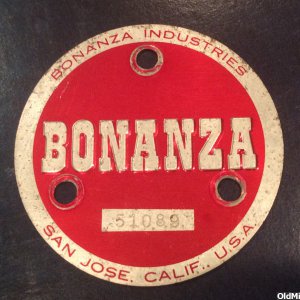 BONANZA INDUSTRIES
BONANZA
51089
SAN JOSE, CALIF., U.S.A.